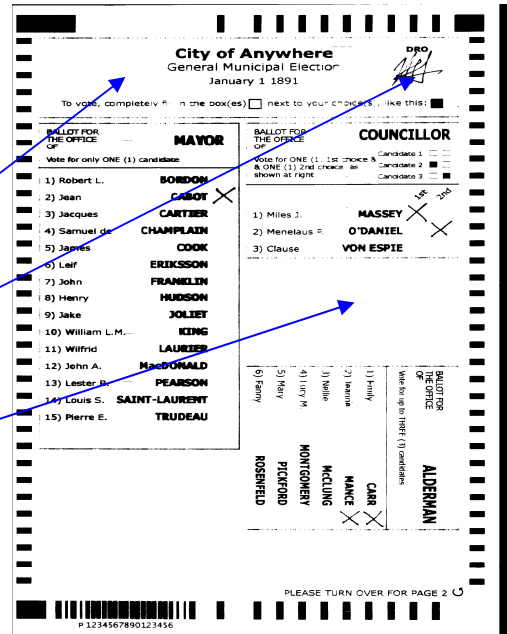 City of Anywhere
General Municipal Election
January 1 1891
DRO
To vote, completely fill in the box(es) next to your choice(s), like this:
BALLOT FOR
THE OFFICE
OF
MAYOR
Vote for only ONE (1) candidate
1) Robert L. BORDON
2) Jean CABOT
3) Jacques CARTIER
4) Samuel de CHAMPLAIN
5) James COOK
6) Leif ERIKSSON
7) John FRANKLIN
8) Henry HUDSON
9) Jake JOLIET
10) William L.M. KING
11) Wilfrid LAURIER
12) John A. MacDONALD
13) Lester B. PEARSON
14) Louis S. SAINT-LAURENT
15) Pierre E. TRUDEAU
BALLOT FOR
THE OFFICE
OF
COUNCILLOR
Vote for ONE (1) 1st choice &
& ONE (1) 2nd choice as
shown at right
Candidate 1
Candidate 2
Candidate 3
1st 2nd
1) Miles J. MASSEY
2) Menelaus P. O'DANIEL
3) Clause VON ESPIE
BALLOT FOR
THE OFFICE
OF
ALDERMAN
Vote for up to THREE (3) candidates
1) Emily CARR
2) Jeanne MANCE
3) Nellie McCLUNG
4) Lucy M. MONTGOMERY
5) Mary PICKFORD
6) Fanny ROSENFELD
PLEASE TURN OVER FOR PAGE 2
P 1234567890123456